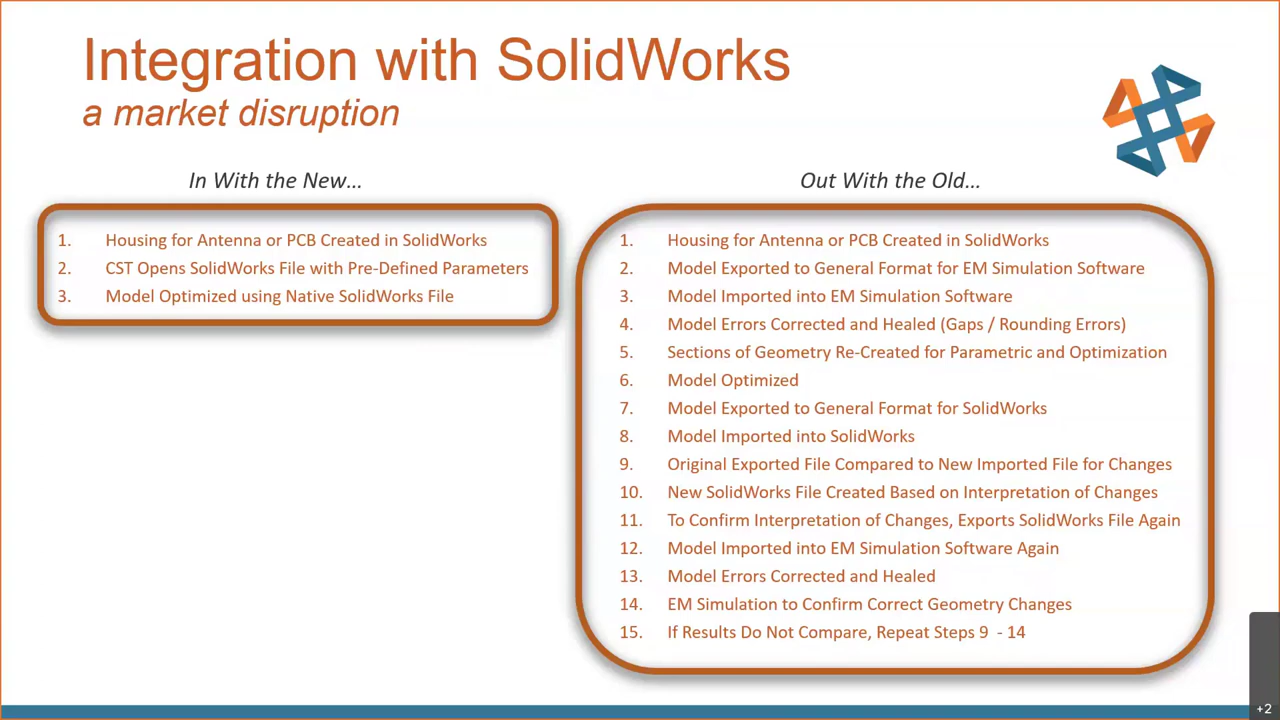 Integration with SolidWorks
a market disruption
In With the New...
1. Housing for Antenna or PCB Created in SolidWorks
2. CST Opens SolidWorks File with Pre-Defined Parameters
3. Model Optimized using Native SolidWorks File
Out With the Old...
1. Housing for Antenna or PCB Created in SolidWorks
2. Model Exported to General Format for EM Simulation Software
3. Model Imported into EM Simulation Software
4. Model Errors Corrected and Healed (Gaps / Rounding Errors)
5. Sections of Geometry Re-Created for Parametric and Optimization
6. Model Optimized
7. Model Exported to General Format for SolidWorks
8. Model Imported into SolidWorks
9. Original Exported File Compared to New Imported File for Changes
10. New SolidWorks File Created Based on Interpretation of Changes
11. To Confirm Interpretation of Changes, Exports SolidWorks File Again
12. Model Imported into EM Simulation Software Again
13. Model Errors Corrected and Healed
14. EM Simulation to Confirm Correct Geometry Changes
15. If Results Do Not Compare, Repeat Steps 9 - 14
+2